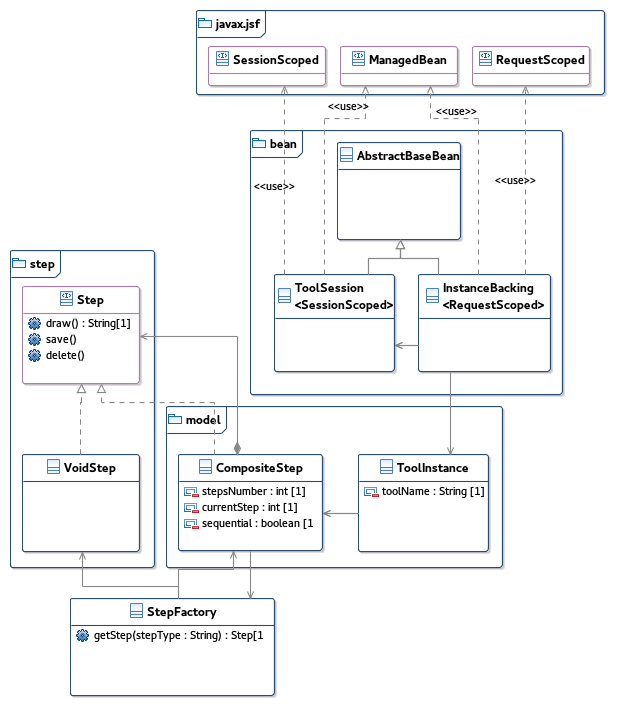 javax.jsf
SessionScoped
ManagedBean
RequestScoped
<<use>>
<<use>>
bean
AbstractBaseBean
<<use>>
<<use>>
step
ToolSession
<SessionScoped>
InstanceBacking
<RequestScoped>
Step
draw() : String[1]
save()
delete()
model
VoidStep
CompositeStep
stepsNumber : int [1]
currentStep : int [1]
sequential : boolean [1
ToolInstance
toolName : String [1]
StepFactory
getStep(stepType : String) : Step[1